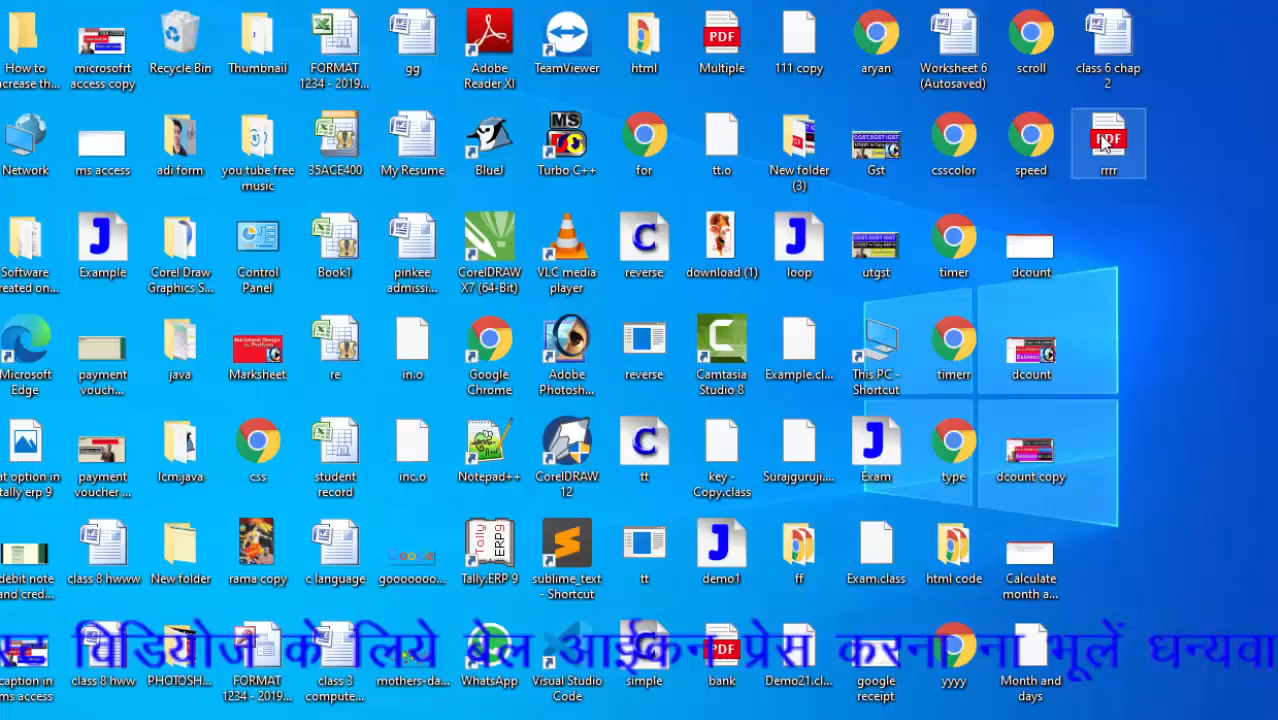 How to
ncrease th...
microsofrt
access copy
Recycle Bin
Thumbnail
FORMAT
1234 - 2019...
gg
Adobe
Reader XI
TeamViewer
html
PDF
Multiple
111 copy
aryan
Worksheet 6
(Autosaved)
scroll
class 6 chap
2
Network
ms access
adi form
you tube free
music
35ACE400
My Resume
BlueJ
MS
Turbo C++
for
tt.o
New folder
(3)
Gst
csscolor
speed
PDF
rrrr
Software
reated on...
Example
Corel Draw
Graphics S...
Control
Panel
Book1
pinkee
admissi...
CorelDRAW
X7 (64-Bit)
VLC media
player
reverse
download (1)
loop
utgst
timer
dcount
Microsoft
Edge
payment
vouch...
java
Marksheet
re
in.o
Google
Chrome
Adobe
Photosh...
reverse
Camtasia
Studio 8
Example.cl...
This PC -
Shortcut
timerr
dcount
at option in
tally erp 9
payment
voucher ...
lcm.java
css
student
record
inc.o
Notepad++
CorelDRAW
12
tt
key -
Copy.class
Surajguruji....
Exam
type
dcount copy
debit note
and cred...
class 8 hwww
New folder
rama copy
c language
gooooooo...
Tally.ERP 9
sublime_text
- Shortcut
tt
demo1
ff
Exam.class
html code
Calculate
month a...
विडियोज के लिये बेल आईकन प्रेस करना ना भूलें धन्यवा
caption in
ms access
class 8 hww
PHOTOSH...
FORMAT
1234 - 2019...
class 3
compute...
mothers-da...
WhatsApp
Visual Studio
Code
simple
PDF
bank
Demo21.cl...
google
receipt
yyyy
Month and
days